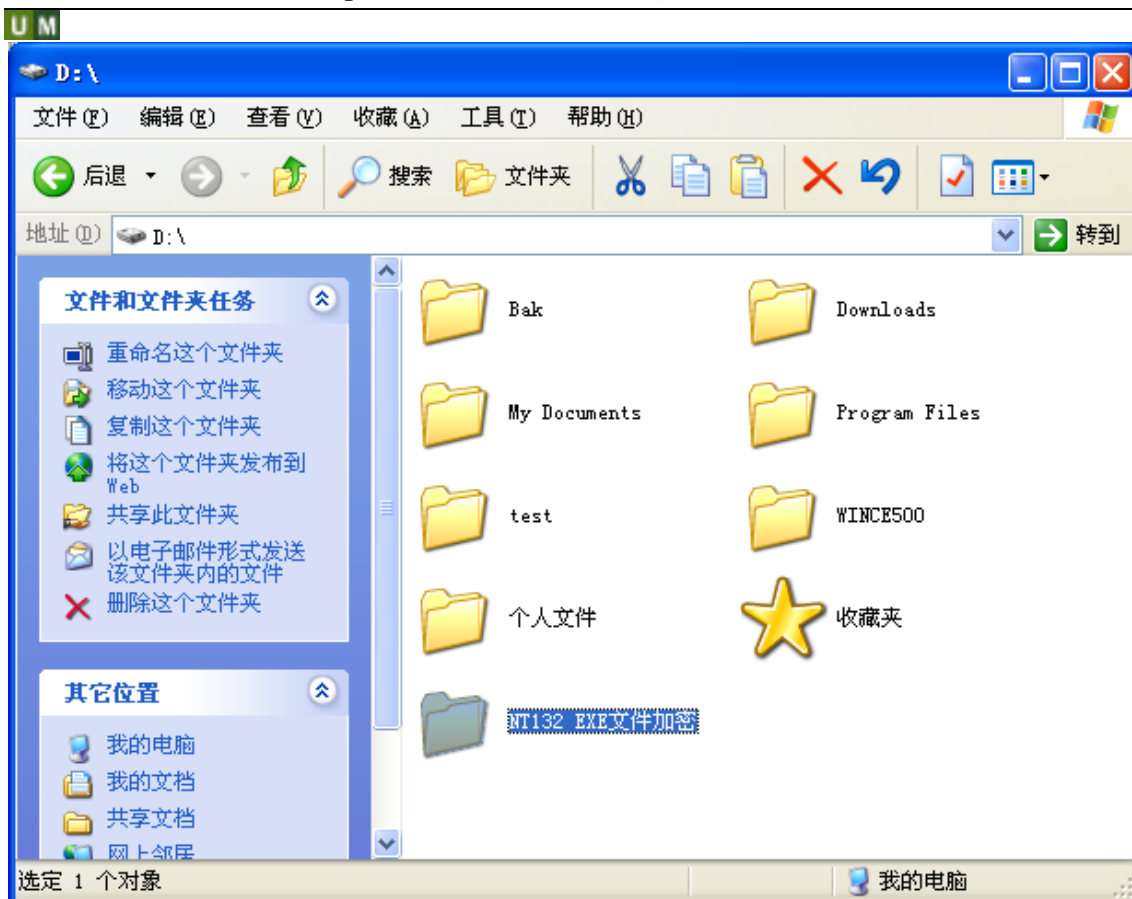 U M
D:\
文件(F) 编辑(E) 查看(V) 收藏(A) 工具(T) 帮助(H)
后退 搜索 文件夹
地址(D) D:\ 转到
文件和文件夹任务
重命名这个文件夹
移动这个文件夹
复制这个文件夹
将这个文件夹发布到
Web
共享此文件夹
以电子邮件形式发送
该文件夹内的文件
删除这个文件夹
其它位置
我的电脑
我的文档
共享文档
网上邻居
Bak Downloads
My Documents Program Files
test WINCE500
个人文件 收藏夹
NT132 EXE文件加密
选定 1 个对象 我的电脑